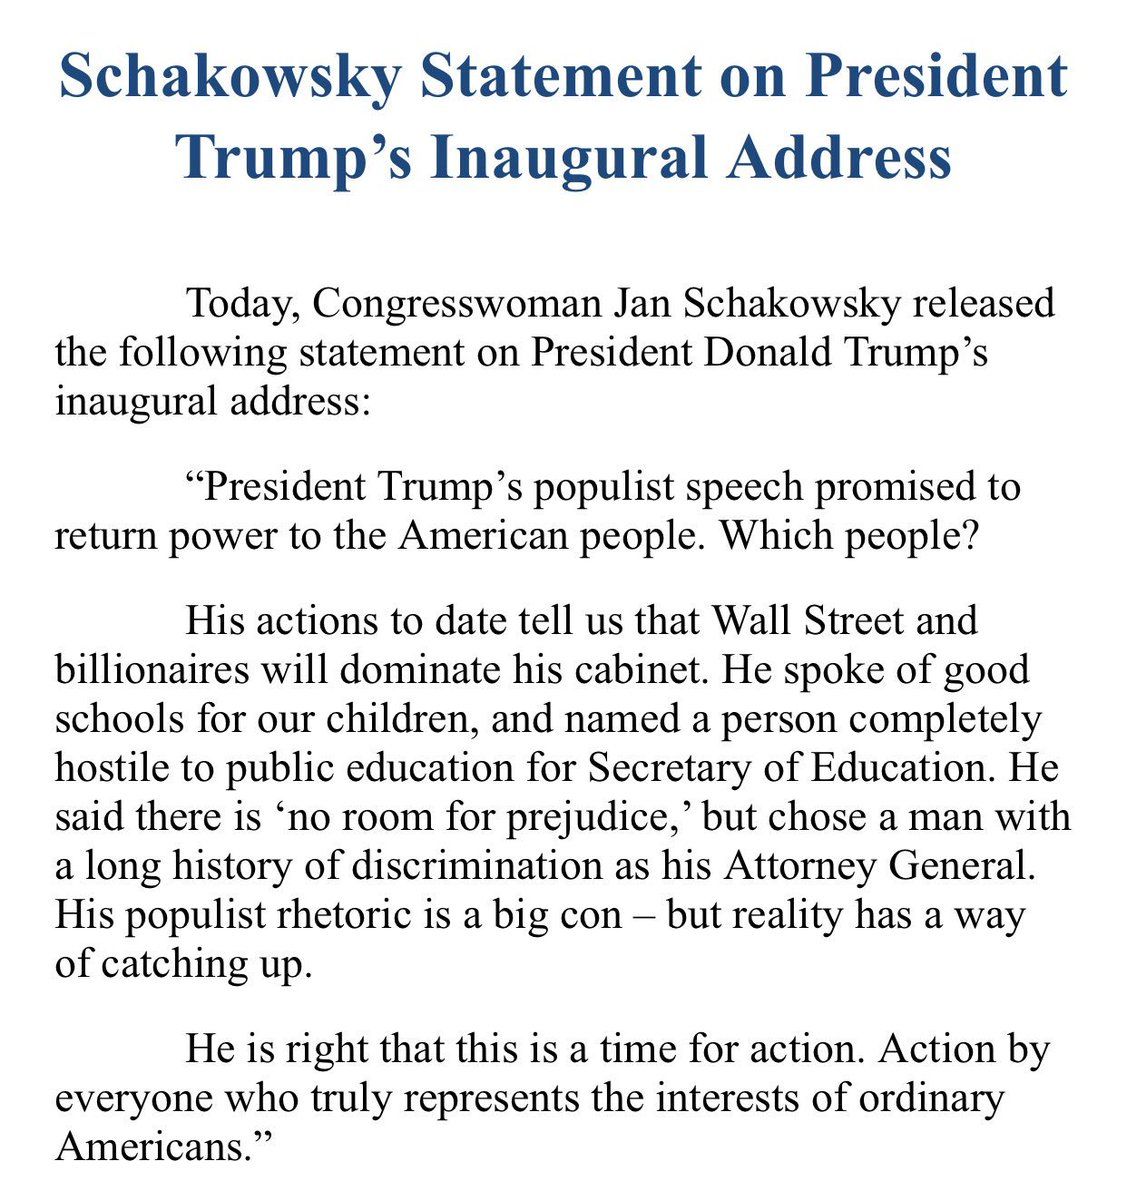 Schakowsky Statement on President
Trump’s Inaugural Address
Today, Congresswoman Jan Schakowsky released
the following statement on President Donald Trump’s
inaugural address:
“President Trump’s populist speech promised to
return power to the American people. Which people?
His actions to date tell us that Wall Street and
billionaires will dominate his cabinet. He spoke of good
schools for our children, and named a person completely
hostile to public education for Secretary of Education. He
said there is ‘no room for prejudice,’ but chose a man with
a long history of discrimination as his Attorney General.
His populist rhetoric is a big con – but reality has a way
of catching up.
He is right that this is a time for action. Action by
everyone who truly represents the interests of ordinary
Americans.”